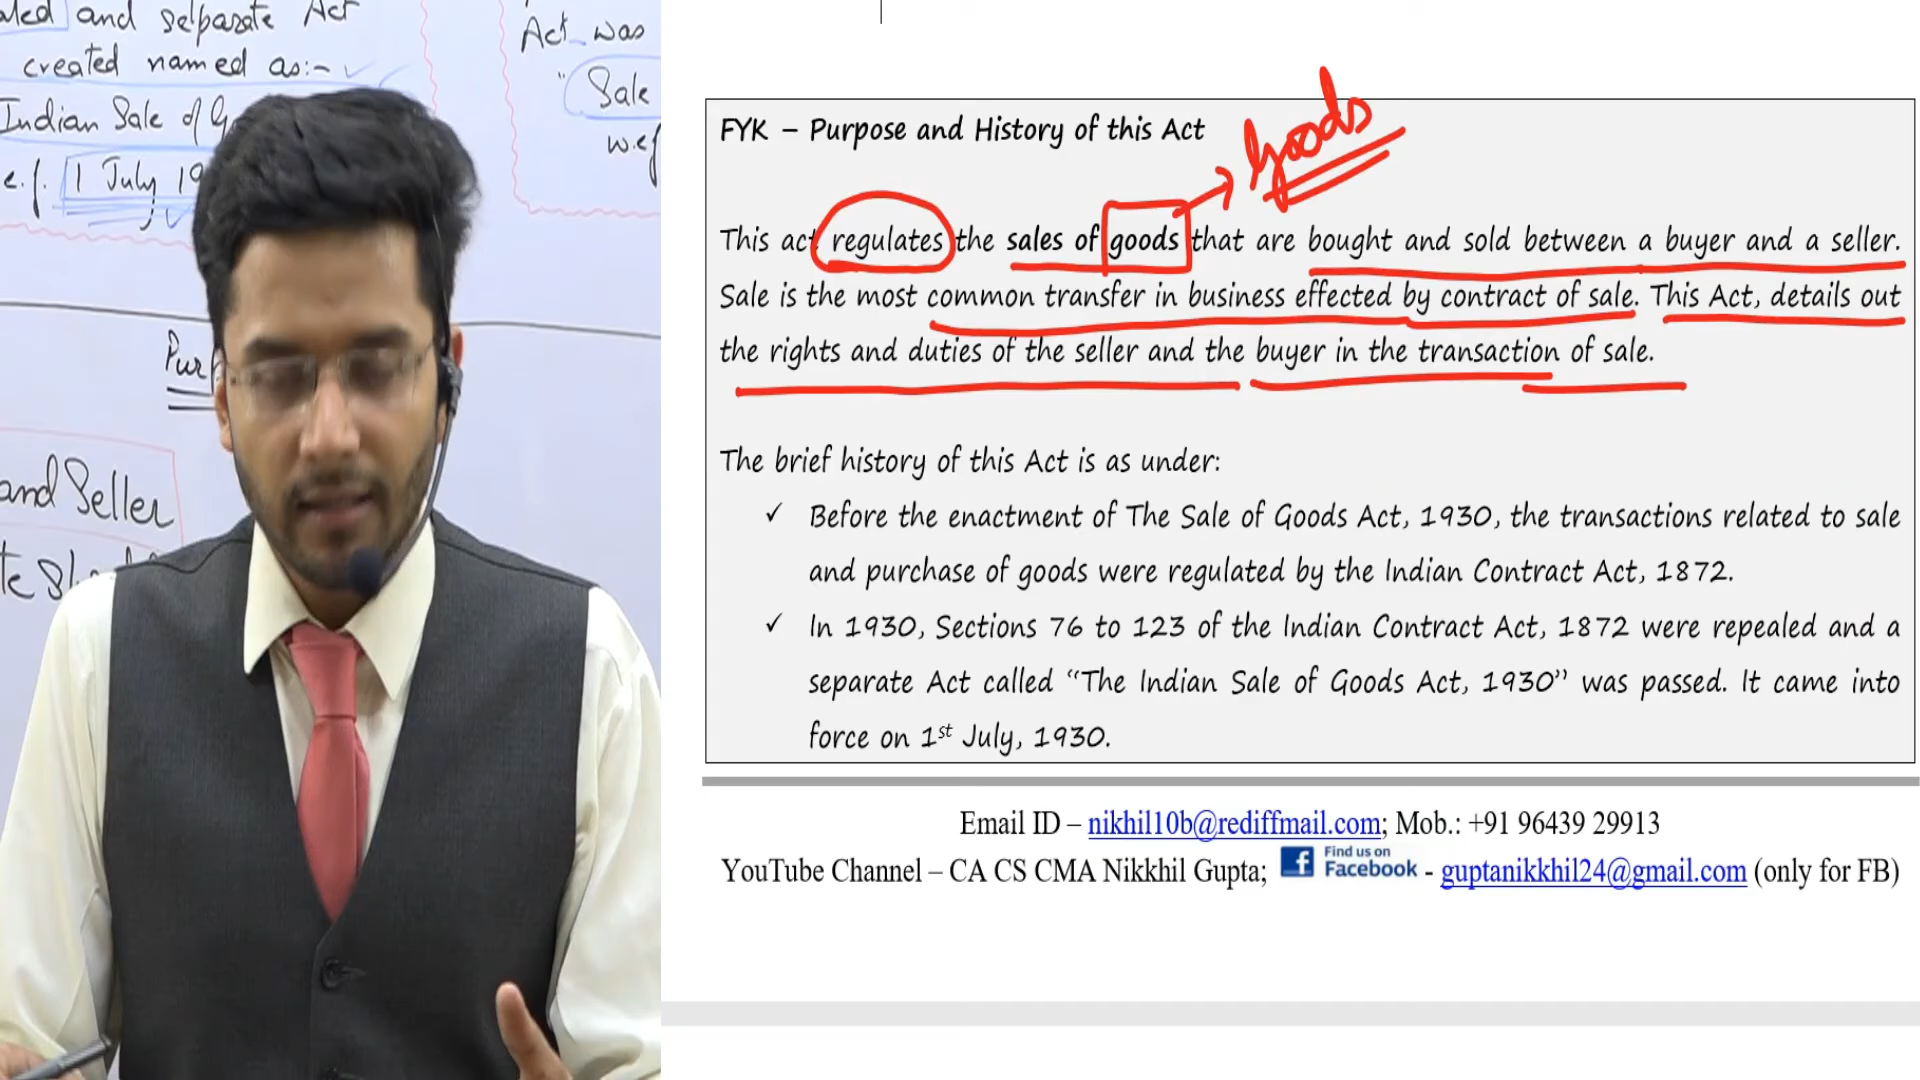 and separate Act
created named as:-
Indian Sale of
1 July 19
and Seller
Act was
"Sale
w.e.f
Goods
FYK – Purpose and History of this Act
This act regulates the sales of goods that are bought and sold between a buyer and a seller.
Sale is the most common transfer in business effected by contract of sale. This Act, details out
the rights and duties of the seller and the buyer in the transaction of sale.
The brief history of this Act is as under:
✓ Before the enactment of The Sale of Goods Act, 1930, the transactions related to sale
and purchase of goods were regulated by the Indian Contract Act, 1872.
✓ In 1930, Sections 76 to 123 of the Indian Contract Act, 1872 were repealed and a
separate Act called “The Indian Sale of Goods Act, 1930” was passed. It came into
force on 1st July, 1930.
Email ID – nikhil10b@rediffmail.com; Mob.: +91 96439 29913
YouTube Channel – CA CS CMA Nikkhil Gupta; Find us on Facebook - guptanikkhil24@gmail.com (only for FB)